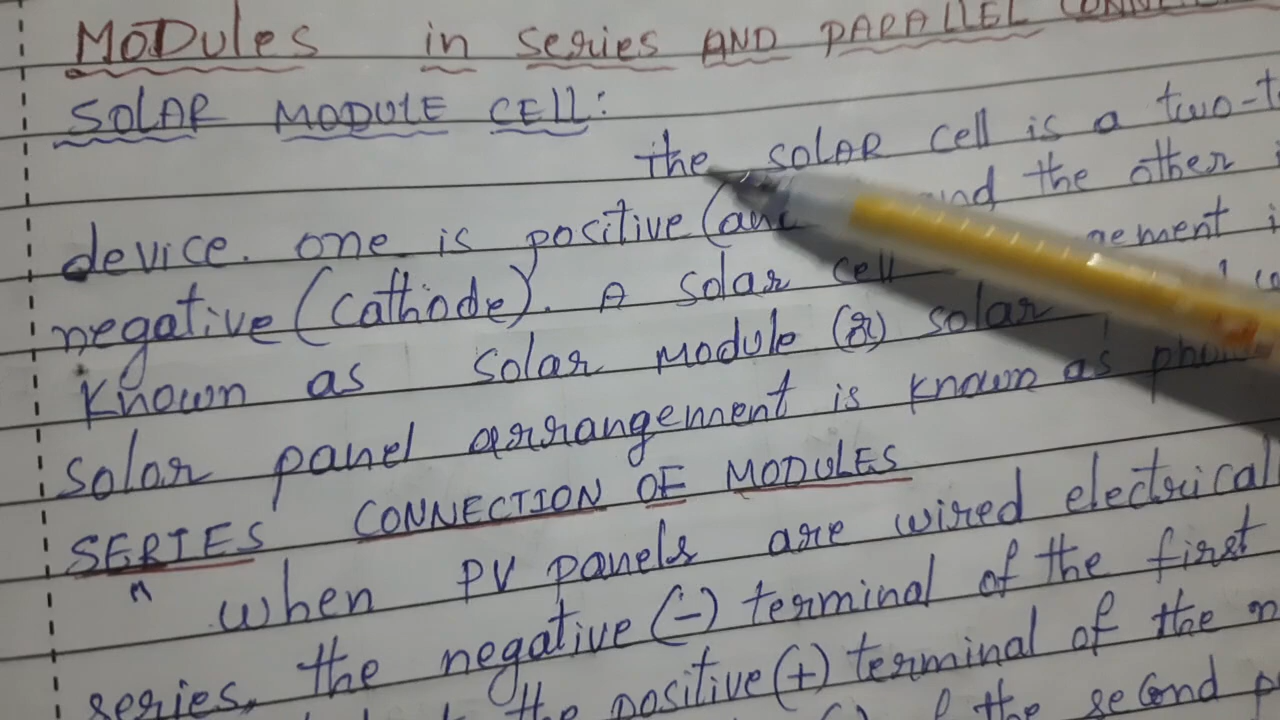 MODules in series AND PARALLEL
SOLAR MODULE CELL:
the SOLAR cell is a two-
device. one is positive (and the other
negative (cathode). A solar cell
Known as solar module (or) solar
solar panel arrangement is known as
SERIES CONNECTION OF MODULES
when PV panels are wired
series, the negative (-) terminal of the first
the positive (+) terminal of the
the second